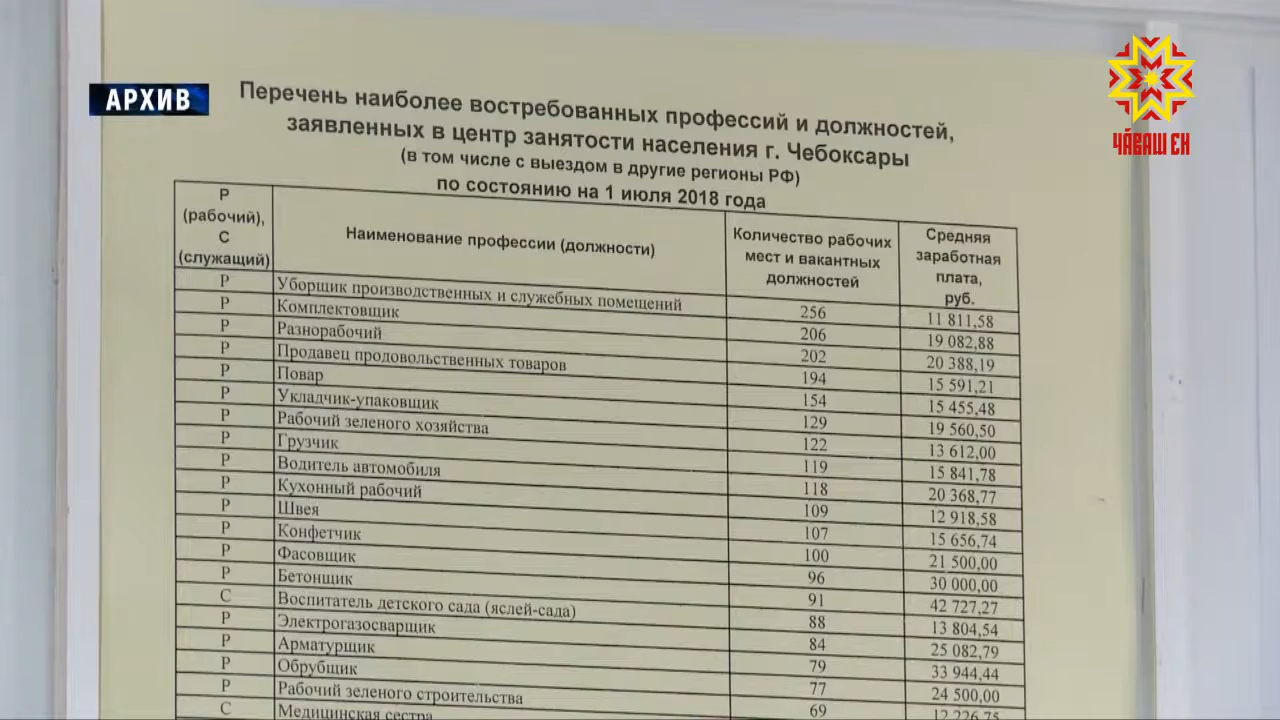 АРХИВ
ЧӐВАШ ЕН
Перечень наиболее востребованных профессий и должностей,
заявленных в центр занятости населения г. Чебоксары
(в том числе с выездом в другие регионы РФ)
по состоянию на 1 июля 2018 года
Р
(рабочий),
С
(служащий)
Наименование профессии (должности)
Количество рабочих
мест и вакантных
должностей
Средняя
заработная
плата,
руб.
Р Уборщик производственных и служебных помещений 256 11 811,58
Р Комплектовщик 206 19 082,88
Р Разнорабочий 202 20 388,19
Р Продавец продовольственных товаров 194 15 591,21
Р Повар 154 15 455,48
Р Укладчик-упаковщик 129 19 560,50
Р Рабочий зеленого хозяйства 122 13 612,00
Р Грузчик 119 15 841,78
Р Водитель автомобиля 118 20 368,77
Р Кухонный рабочий 109 12 918,58
Р Швея 107 15 656,74
Р Конфетчик 100 21 500,00
Р Фасовщик 96 30 000,00
Р Бетонщик 91 42 727,27
С Воспитатель детского сада (яслей-сада) 88 13 804,54
Р Электрогазосварщик 84 25 082,79
Р Арматурщик 79 33 944,44
Р Обрубщик 77 24 500,00
Р Рабочий зеленого строительства 69 12 226,75
С Медицинская сестра